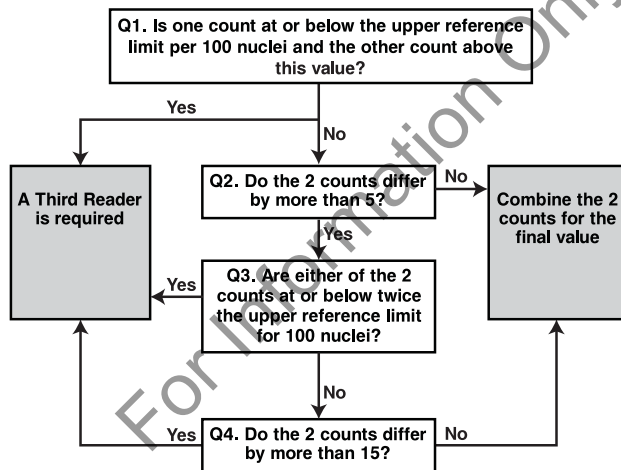 Q1. Is one count at or below the upper reference
limit per 100 nuclei and the other count above
this value?
Yes
No
A Third Reader
is required
Q2. Do the 2 counts differ
by more than 5?
No
Combine the 2
counts for the
final value
Yes
Q3. Are either of the 2
counts at or below twice
the upper reference limit
for 100 nuclei?
Yes
No
Q4. Do the 2 counts differ
by more than 15?
Yes
No
For Information Only